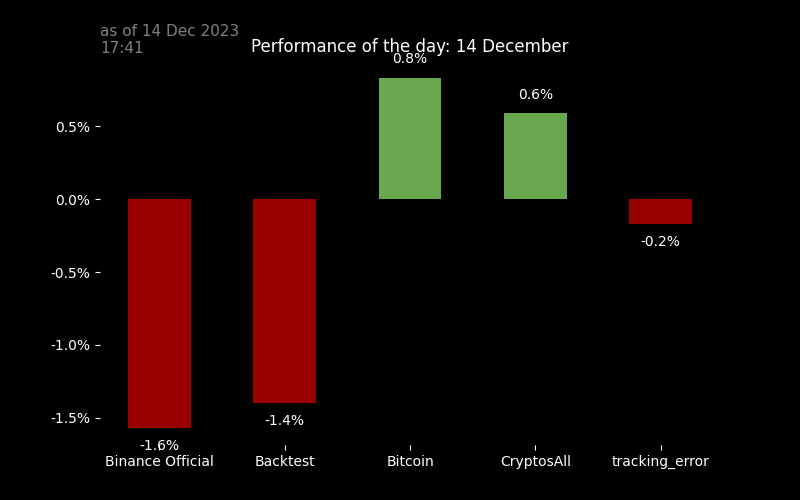 as of 14 Dec 2023
17:41
Performance of the day: 14 December
0.8%
0.6%
0.5%
0.0%
-0.2%
-0.5%
-1.0%
-1.5%
-1.4%
-1.6%
Binance Official
Backtest
Bitcoin
CryptosAll
tracking_error